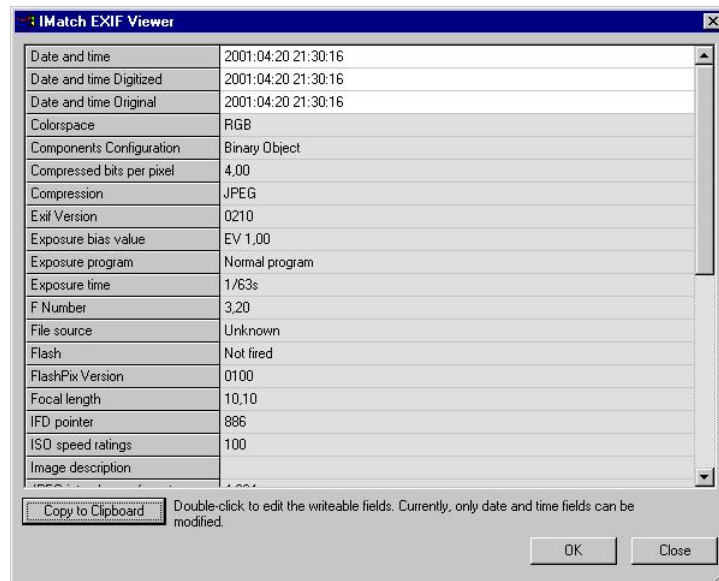 IMatch EXIF Viewer
Date and time 2001:04:20 21:30:16
Date and time Digitized 2001:04:20 21:30:16
Date and time Original 2001:04:20 21:30:16
Colorspace RGB
Components Configuration Binary Object
Compressed bits per pixel 4,00
Compression JPEG
Exif Version 0210
Exposure bias value EV 1,00
Exposure program Normal program
Exposure time 1/63s
F Number 3,20
File source Unknown
Flash Not fired
FlashPix Version 0100
Focal length 10,10
IFD pointer 886
ISO speed ratings 100
Image description
Copy to Clipboard
Double-click to edit the writeable fields. Currently, only date and time fields can be
modified.
OK Close